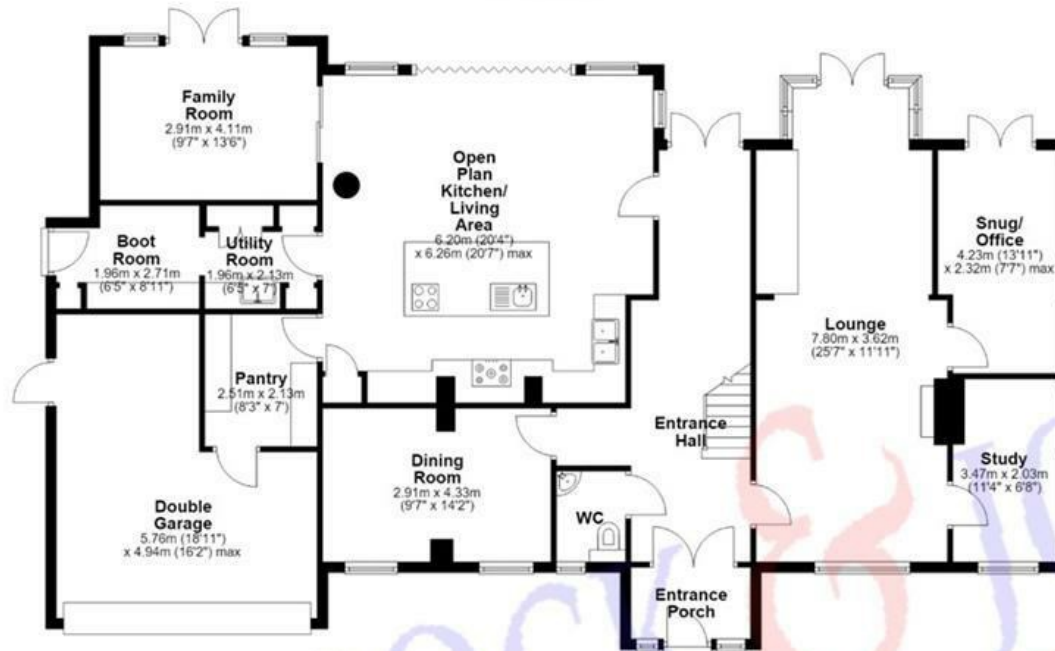 Family
Room
2.91m x 4.11m
(9'7" x 13'6")
Open
Plan
Kitchen/
Living
Area
6.20m (20'4")
x 6.26m (20'7") max
Snug/
Office
4.23m (13'11")
x 2.32m (7'7") max
Boot
Room
1.96m x 2.71m
(6'5" x 8'11")
Utility
Room
1.96m x 2.13m
(6'5" x 7')
Lounge
7.80m x 3.62m
(25'7" x 11'11")
Pantry
2.51m x 2.13m
(8'3" x 7')
Entrance
Hall
Dining
Room
2.91m x 4.33m
(9'7" x 14'2")
Study
3.47m x 2.03m
(11'4" x 6'8")
Double
Garage
5.76m (18'11")
x 4.94m (16'2") max
WC
Entrance
Porch